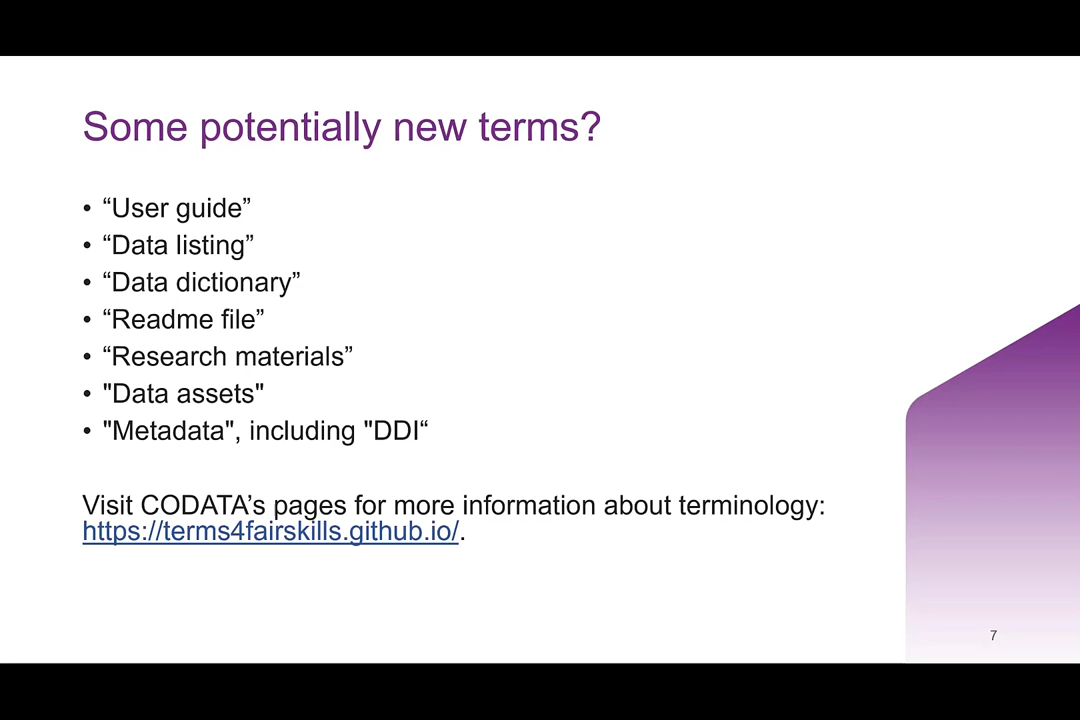 Some potentially new terms?
• “User guide”
• “Data listing”
• “Data dictionary”
• “Readme file”
• “Research materials”
• "Data assets"
• "Metadata", including "DDI“
Visit CODATA’s pages for more information about terminology:
https://terms4fairskills.github.io/.
7